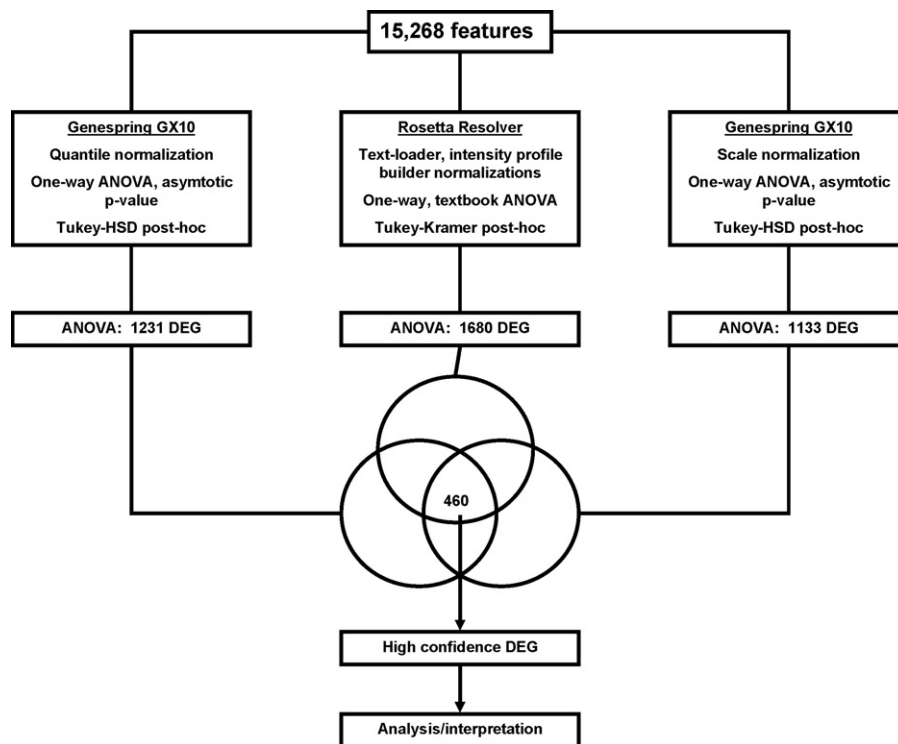 15,268 features
Genespring GX10
Quantile normalization
One-way ANOVA, asymtotic
p-value
Tukey-HSD post-hoc
Rosetta Resolver
Text-loader, intensity profile
builder normalizations
One-way, textbook ANOVA
Tukey-Kramer post-hoc
Genespring GX10
Scale normalization
One-way ANOVA, asymtotic
p-value
Tukey-HSD post-hoc
ANOVA: 1231 DEG
ANOVA: 1680 DEG
ANOVA: 1133 DEG
460
High confidence DEG
Analysis/interpretation